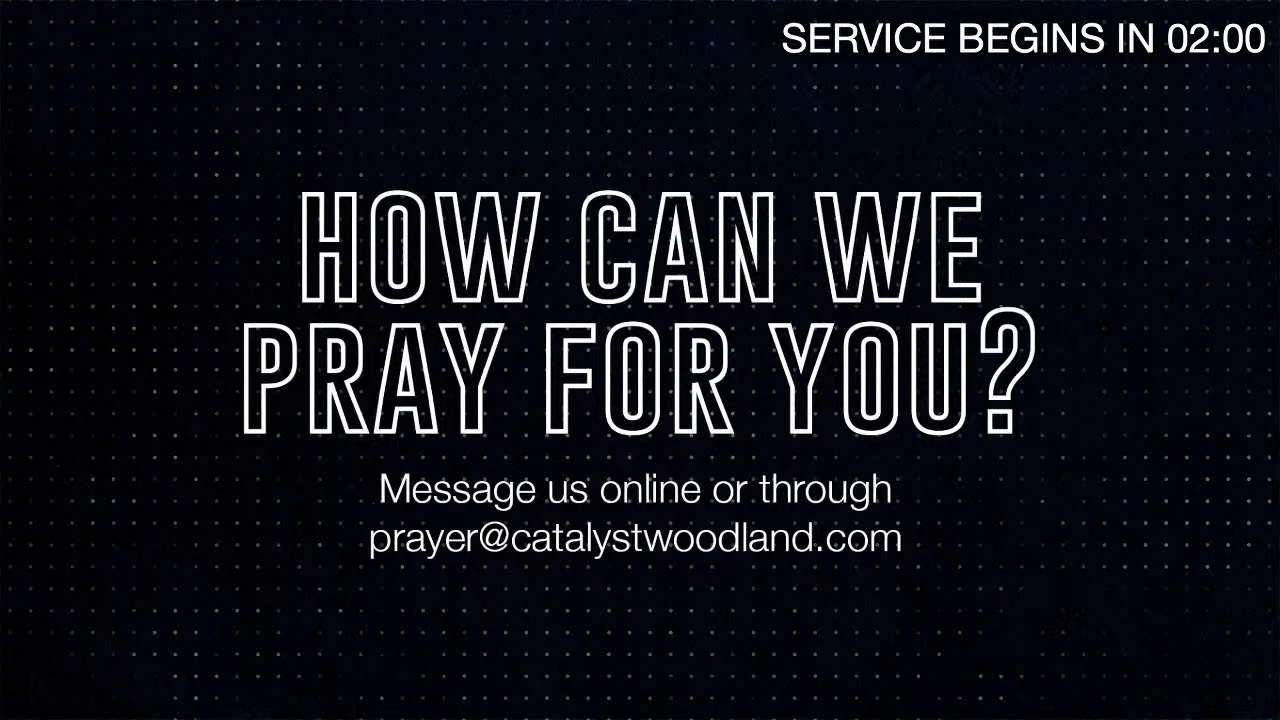 SERVICE BEGINS IN 02:00
HOW CAN WE
PRAY FOR YOU?
Message us online or through
prayer@catalystwoodland.com